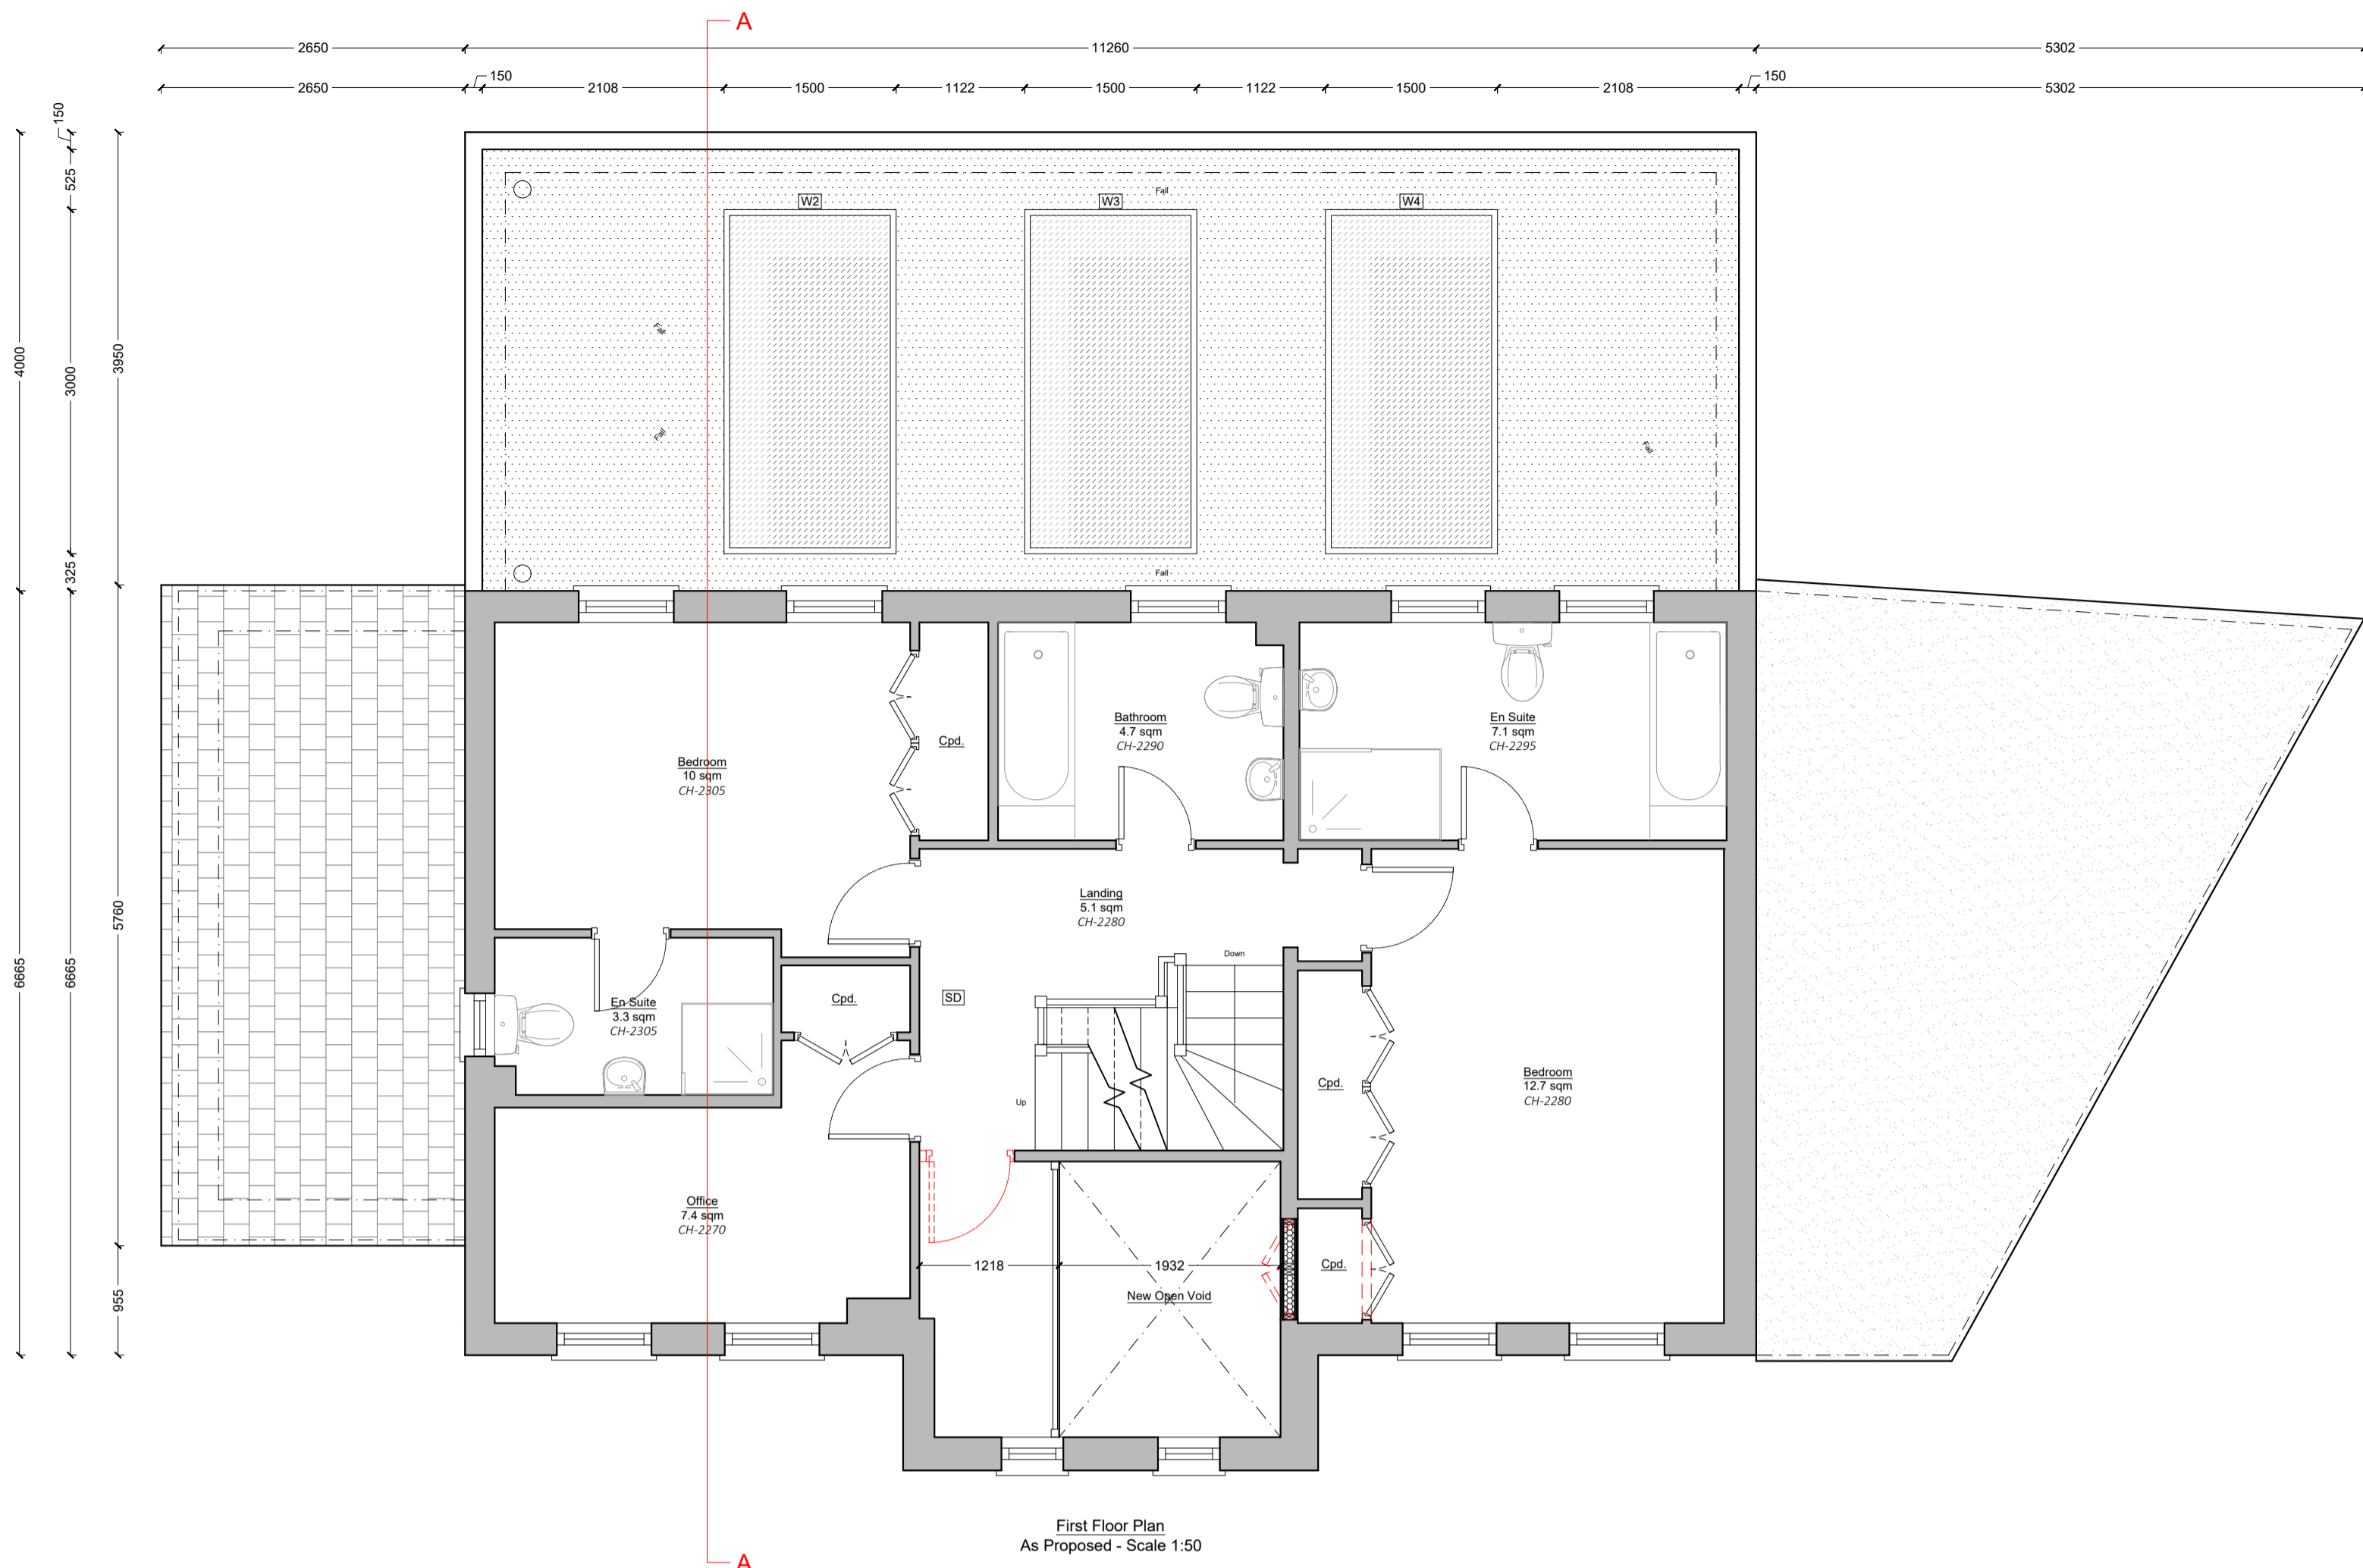 A
2650
11260
5302
150
150
2650
2108
1500
1122
1500
1122
1500
2108
5302
150
525
W2
W3
W4
Fall
Fall
4000
3000
3950
Fall
Fall
325
Fall
Bathroom
4.7 sqm
CH-2290
En Suite
7.1 sqm
CH-2295
Cpd.
Bedroom
10 sqm
CH-2305
Landing
5.1 sqm
CH-2280
5760
6665
6665
Down
En Suite
3.3 sqm
CH-2305
Cpd.
SD
Cpd.
Bedroom
12.7 sqm
CH-2280
Up
Office
7.4 sqm
CH-2270
1218
1932
Cpd.
New Open Void
955
First Floor Plan
As Proposed - Scale 1:50
A